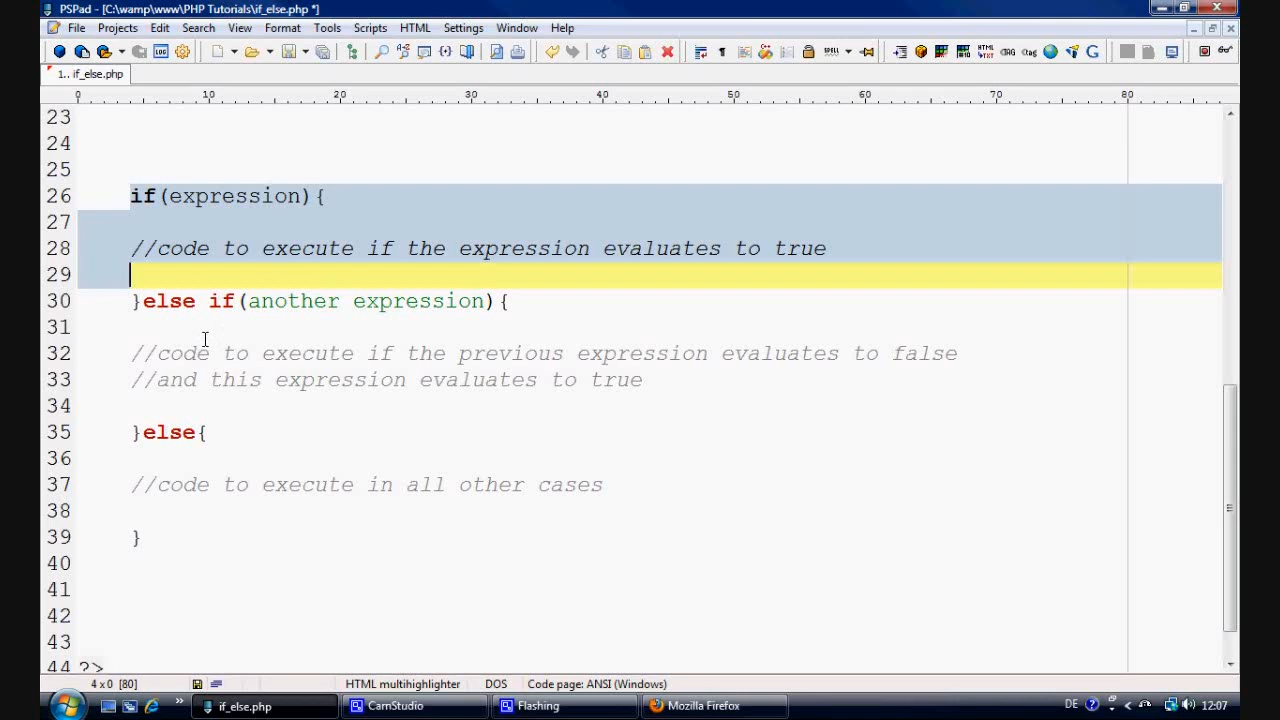 PSPad - [C:\wamp\www\PHP Tutorials\if_else.php *]
File Projects Edit Search View Format Tools Scripts HTML Settings Window Help
1.. if_else.php
0 10 20 30 40 50 60 70 80
23
24
25
26 if(expression){
27
28 //code to execute if the expression evaluates to true
29
30 }else if(another expression){
31
32 //code to execute if the previous expression evaluates to false
33 //and this expression evaluates to true
34
35 }else{
36
37 //code to execute in all other cases
38
39 }
40
41
42
43
44 ?>
4 x 0 [80] HTML multihighlighter DOS Code page: ANSI (Windows)
if_else.php CamStudio Flashing Mozilla Firefox DE 12:07